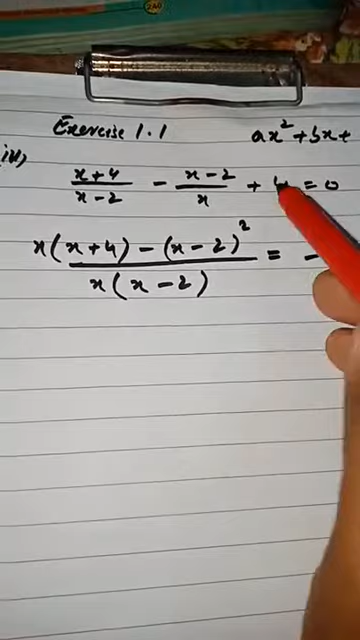 Exercise 1.1 ax² + bx +
iv)
x+4/x-2 - x-2/x + 4 = 0
x(x+4) - (x-2)²/x(x-2) = -